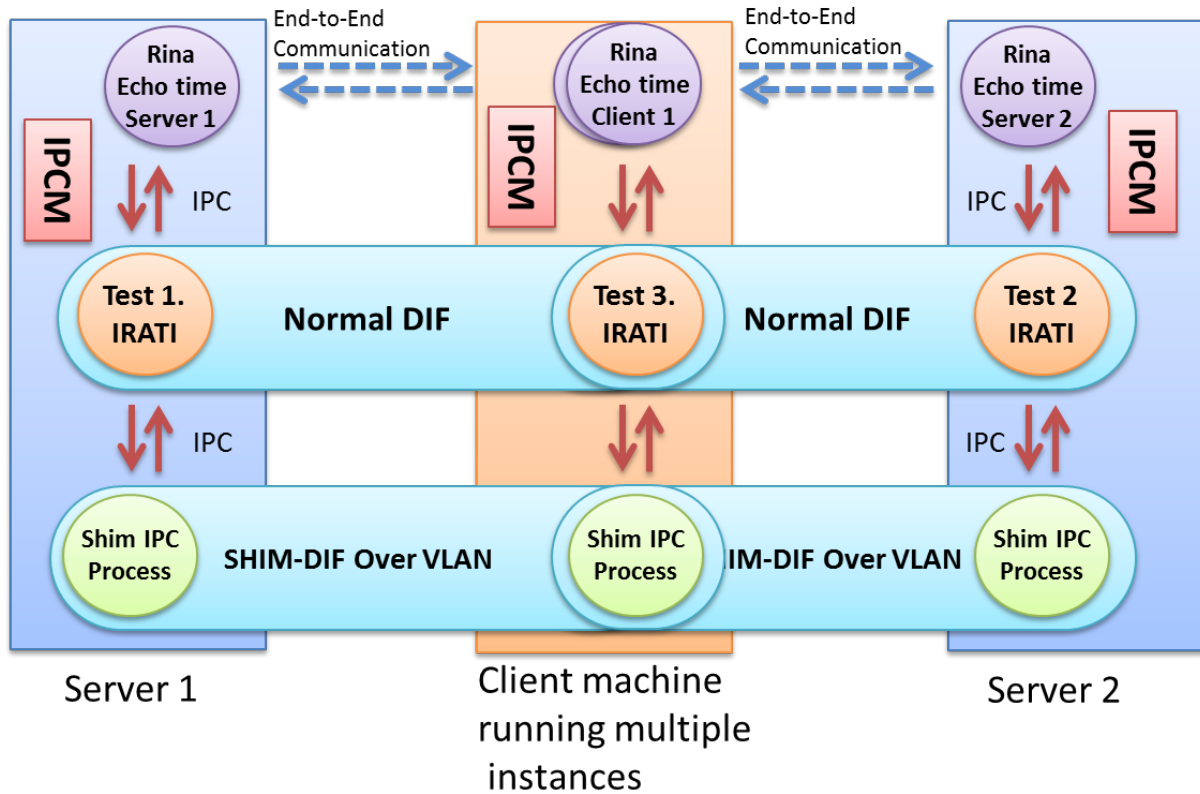 End-to-End
Communication
End-to-End
Communication
Rina
Echo time
Server 1
Rina
Echo time
Client 1
Rina
Echo time
Server 2
IPCM
IPCM
IPCM
IPC
IPC
Test 1.
IRATI
Normal DIF
Test 3.
IRATI
Normal DIF
Test 2
IRATI
IPC
IPC
Shim IPC
Process
SHIM-DIF Over VLAN
Shim IPC
Process
IM-DIF Over VLAN
Shim IPC
Process
Server 1
Client machine
running multiple
instances
Server 2